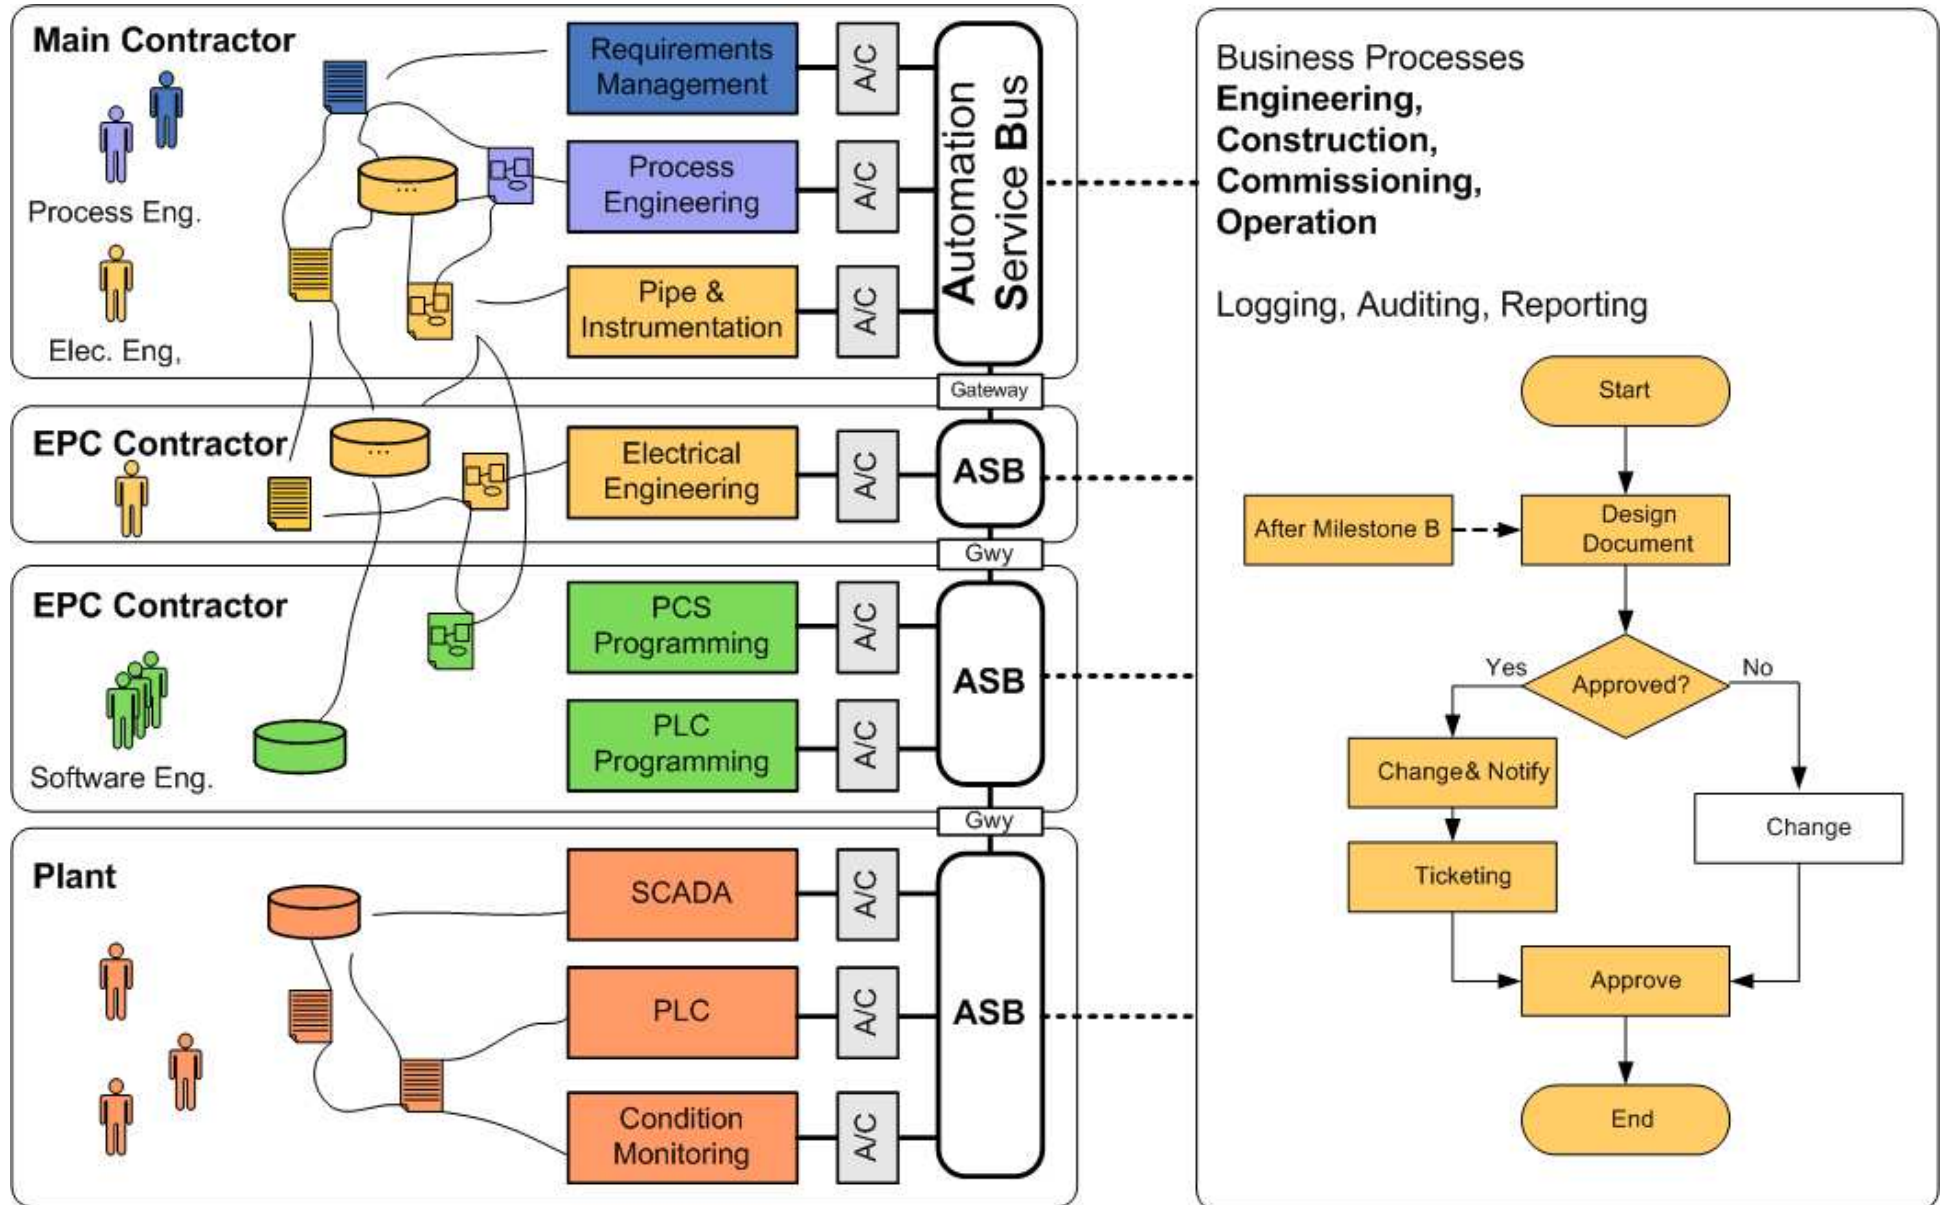 Main Contractor
Process Eng.
Elec. Eng,
Requirements
Management
A/C
Process
Engineering
A/C
Pipe &
Instrumentation
A/C
Automation
Service Bus
Gateway
EPC Contractor
...
...
Electrical
Engineering
A/C
ASB
Gwy
EPC Contractor
Software Eng.
PCS
Programming
A/C
PLC
Programming
A/C
ASB
Gwy
Plant
SCADA
A/C
PLC
A/C
Condition
Monitoring
A/C
ASB
Business Processes
Engineering,
Construction,
Commissioning,
Operation
Logging, Auditing, Reporting
Start
After Milestone B
Design
Document
Approved?
Yes
No
Change& Notify
Change
Ticketing
Approve
End